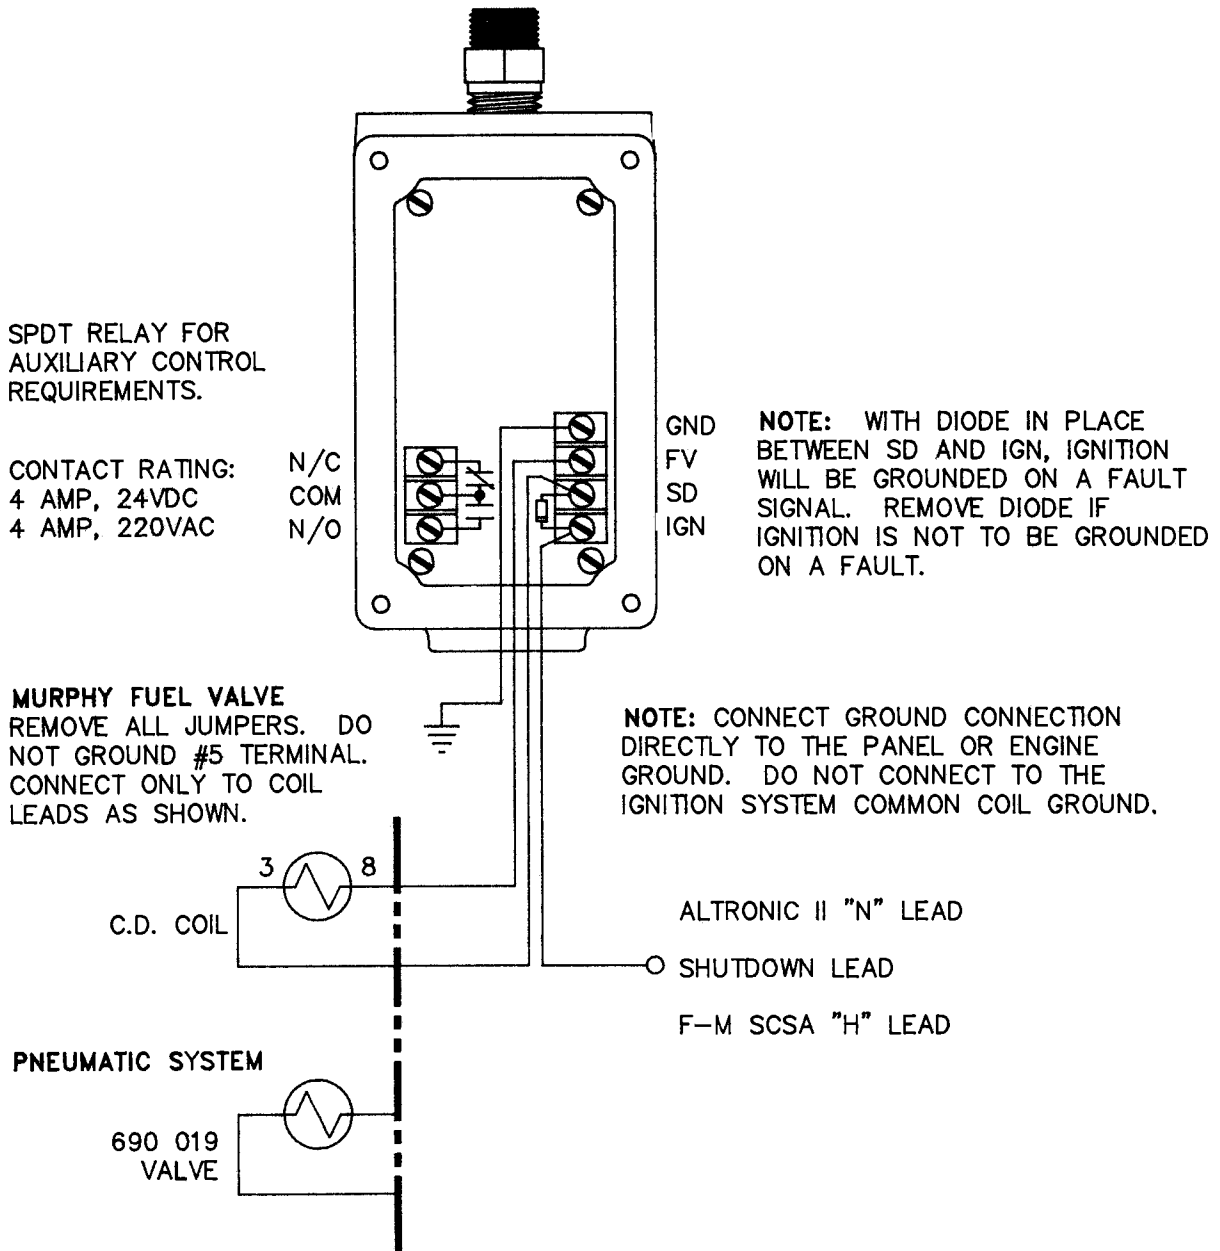 SPDT RELAY FOR
AUXILIARY CONTROL
REQUIREMENTS.
CONTACT RATING:
4 AMP, 24VDC
4 AMP, 220VAC
N/C
COM
N/O
GND
FV
SD
IGN
NOTE: WITH DIODE IN PLACE
BETWEEN SD AND IGN, IGNITION
WILL BE GROUNDED ON A FAULT
SIGNAL. REMOVE DIODE IF
IGNITION IS NOT TO BE GROUNDED
ON A FAULT.
MURPHY FUEL VALVE
REMOVE ALL JUMPERS. DO
NOT GROUND #5 TERMINAL.
CONNECT ONLY TO COIL
LEADS AS SHOWN.
NOTE: CONNECT GROUND CONNECTION
DIRECTLY TO THE PANEL OR ENGINE
GROUND. DO NOT CONNECT TO THE
IGNITION SYSTEM COMMON COIL GROUND.
3 8
C.D. COIL
ALTRONIC II "N" LEAD
SHUTDOWN LEAD
F-M SCSA "H" LEAD
PNEUMATIC SYSTEM
690 019
VALVE